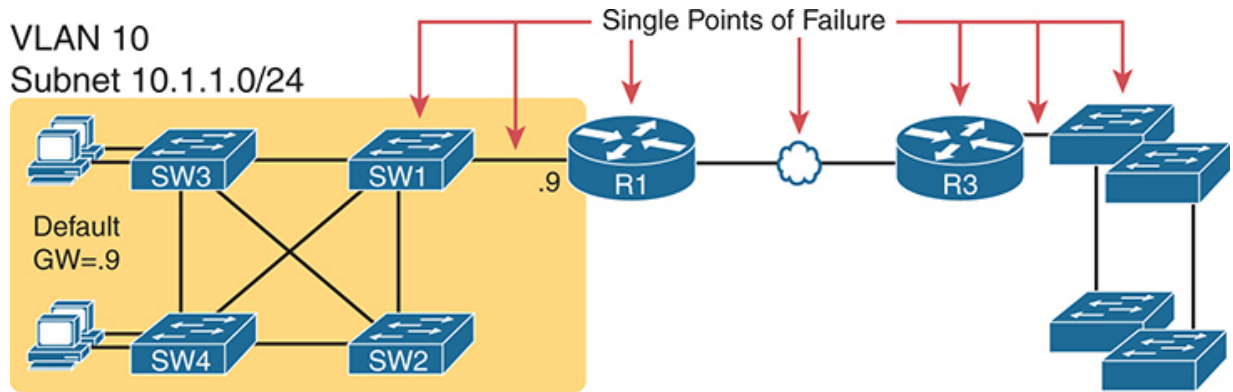 Single Points of Failure
VLAN 10
Subnet 10.1.1.0/24
SW3
SW1
.9
R1
R3
Default
GW=.9
SW4
SW2